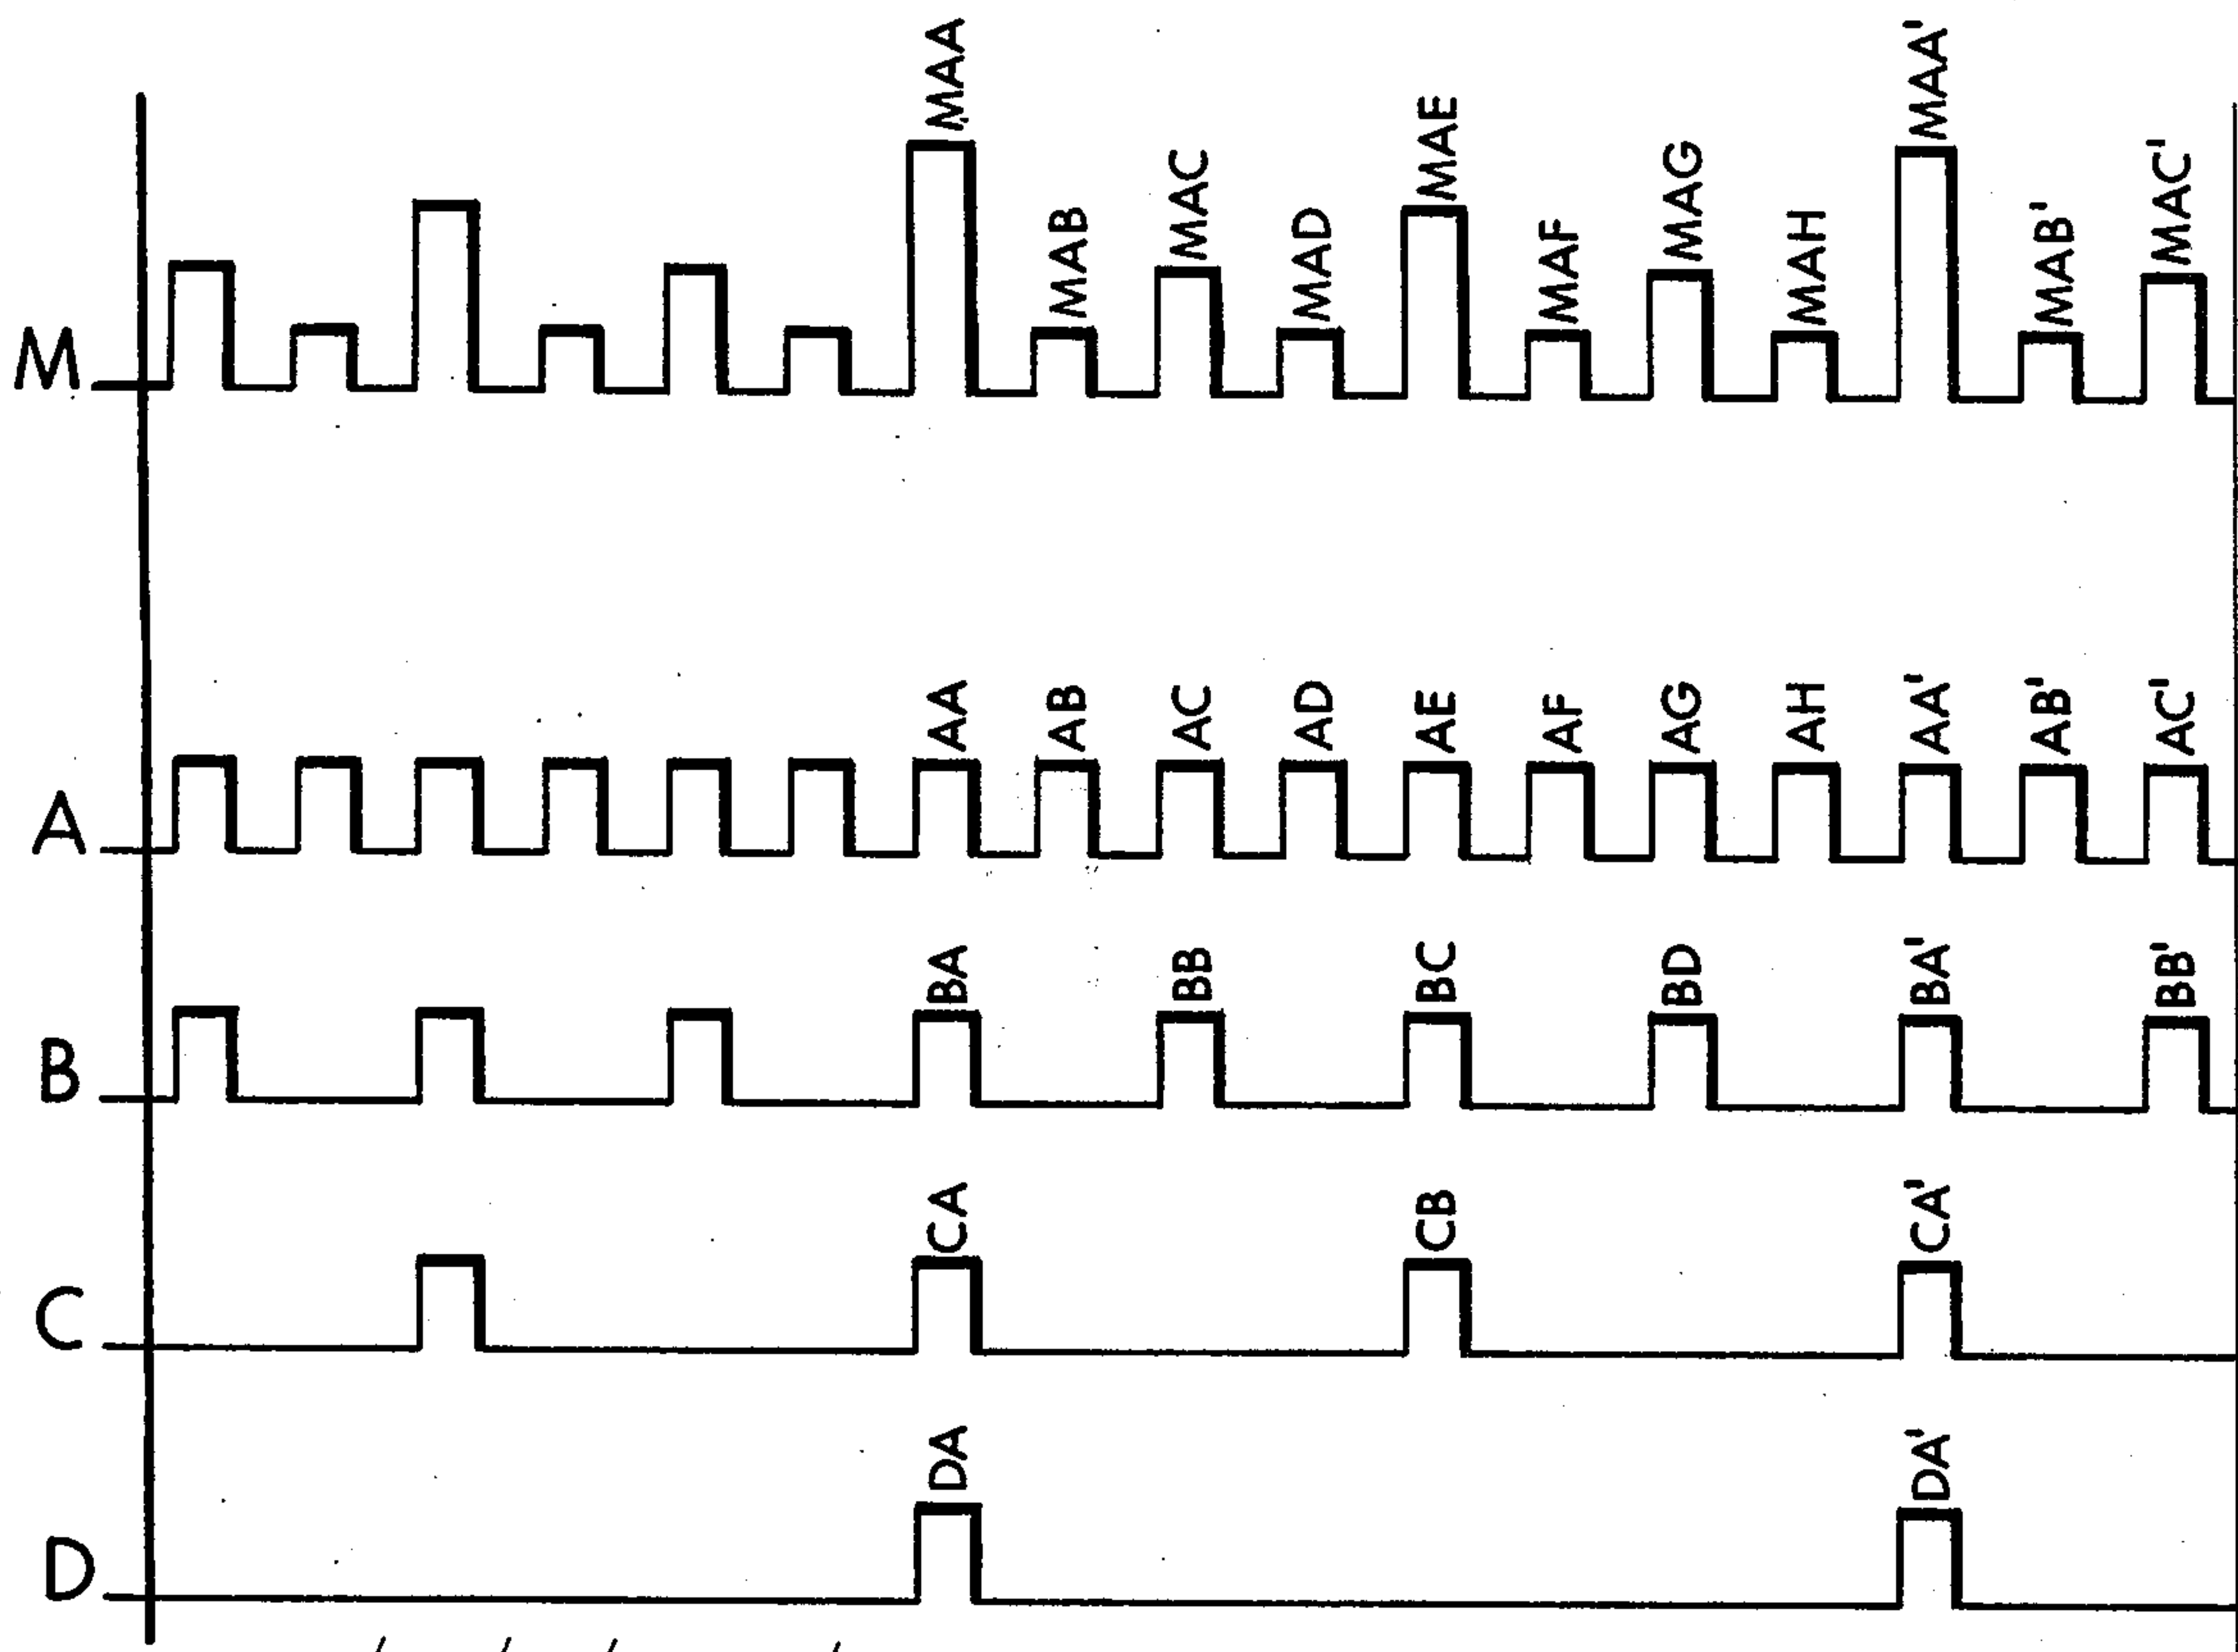 MAA MAB MAC MAD MAE MAF MAG MAH MAA' MAB' MAC'
M
AA AB AC AD AE AF AG AH AA' AB' AC'
A
BA BB BC BD BA' BB'
B
CA CB CA'
C
DA DA'
D